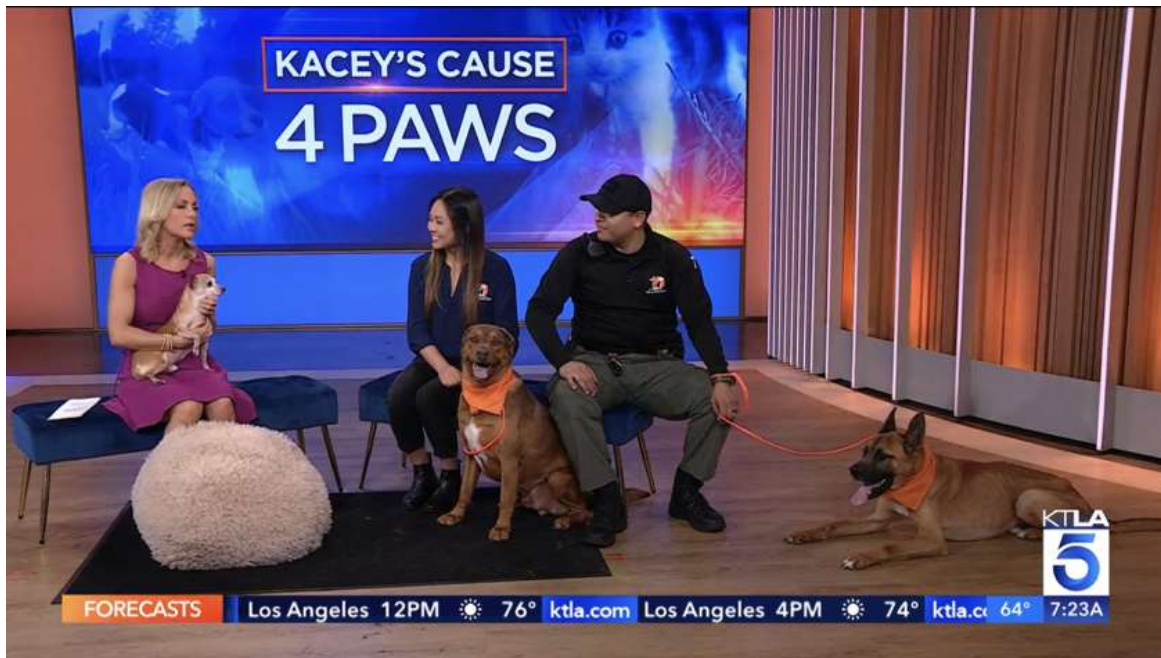 KACEY'S CAUSE
4 PAWS
KTLA
5
FORECASTS Los Angeles 12PM 76° ktla.com Los Angeles 4PM 74° ktla.c 64° 7:23A